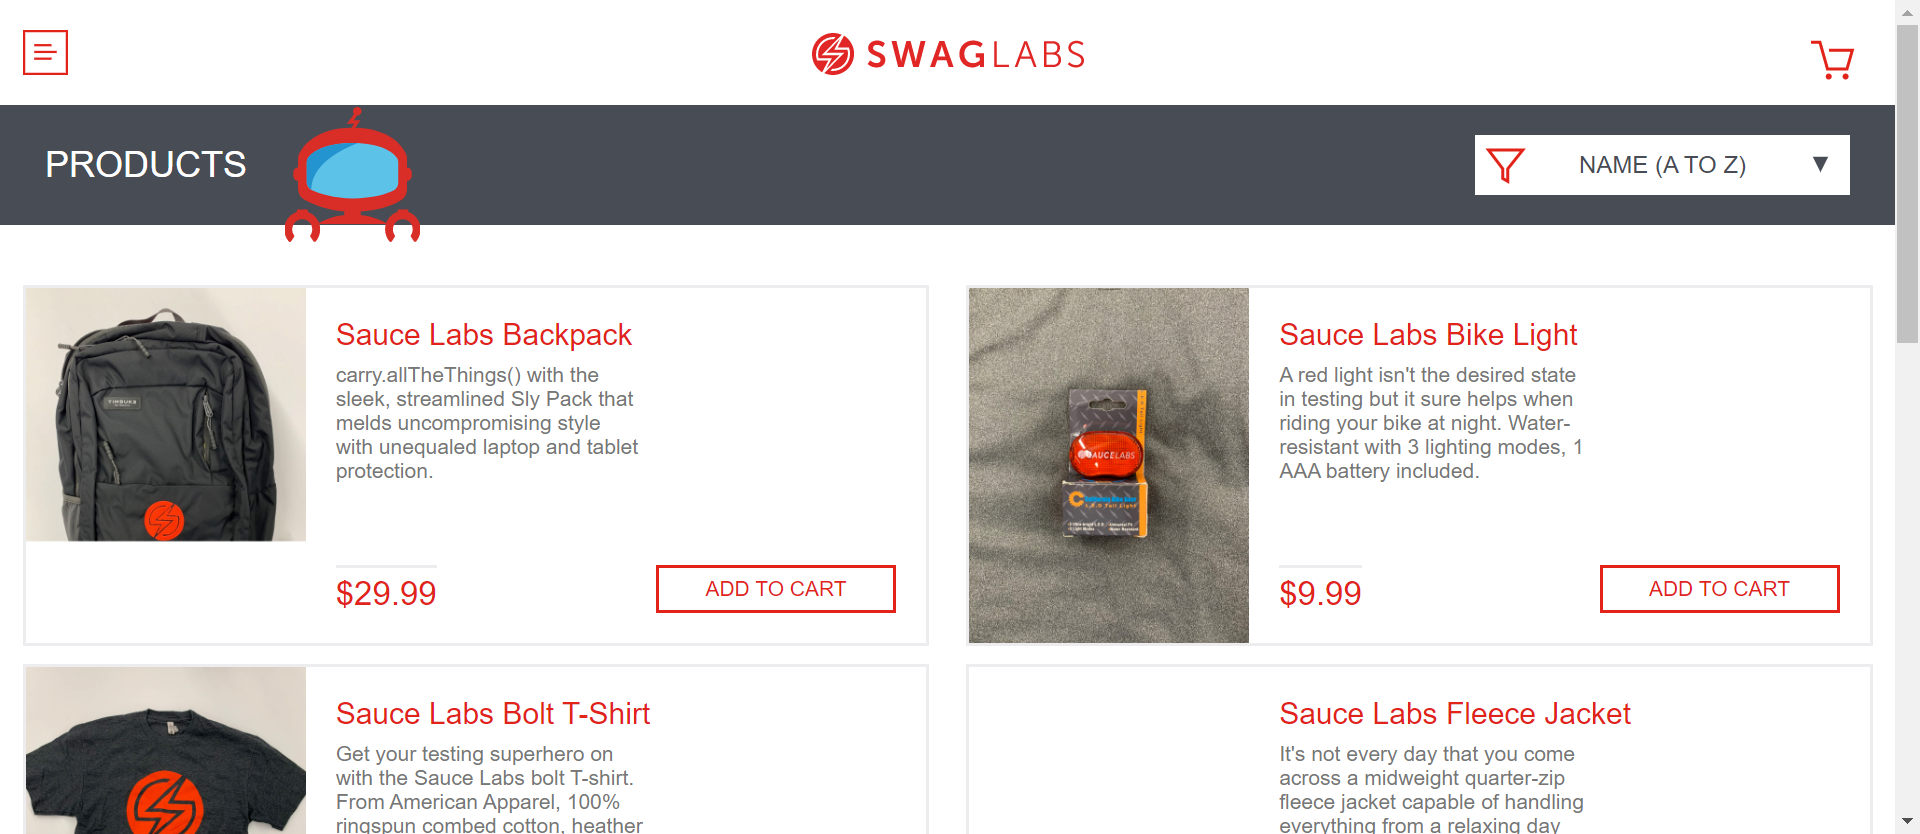 SWAGLABS
PRODUCTS
NAME (A TO Z)
Sauce Labs Backpack
carry.allTheThings() with the
sleek, streamlined Sly Pack that
melds uncompromising style
with unequaled laptop and tablet
protection.
$29.99
ADD TO CART
Sauce Labs Bike Light
A red light isn't the desired state
in testing but it sure helps when
riding your bike at night. Water-
resistant with 3 lighting modes, 1
AAA battery included.
$9.99
ADD TO CART
SAUCELABS
Sauce Labs Bolt T-Shirt
Get your testing superhero on
with the Sauce Labs bolt T-shirt.
From American Apparel, 100%
ringspun combed cotton, heather
Sauce Labs Fleece Jacket
It's not every day that you come
across a midweight quarter-zip
fleece jacket capable of handling
everything from a relaxing day